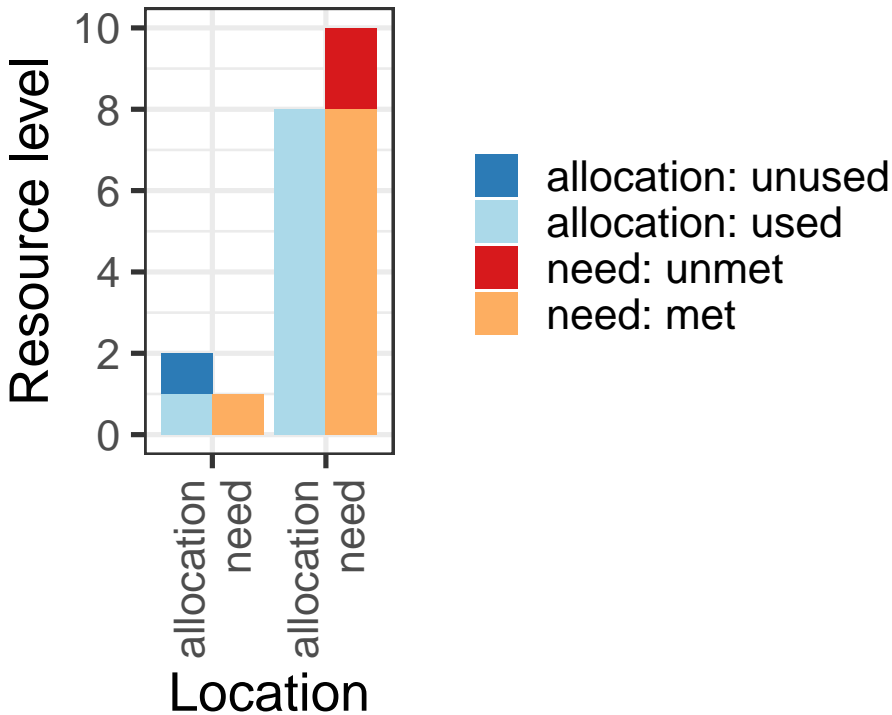 Resource level
10
8
6
4
2
0
allocation
need
allocation
need
Location
allocation: unused
allocation: used
need: unmet
need: met